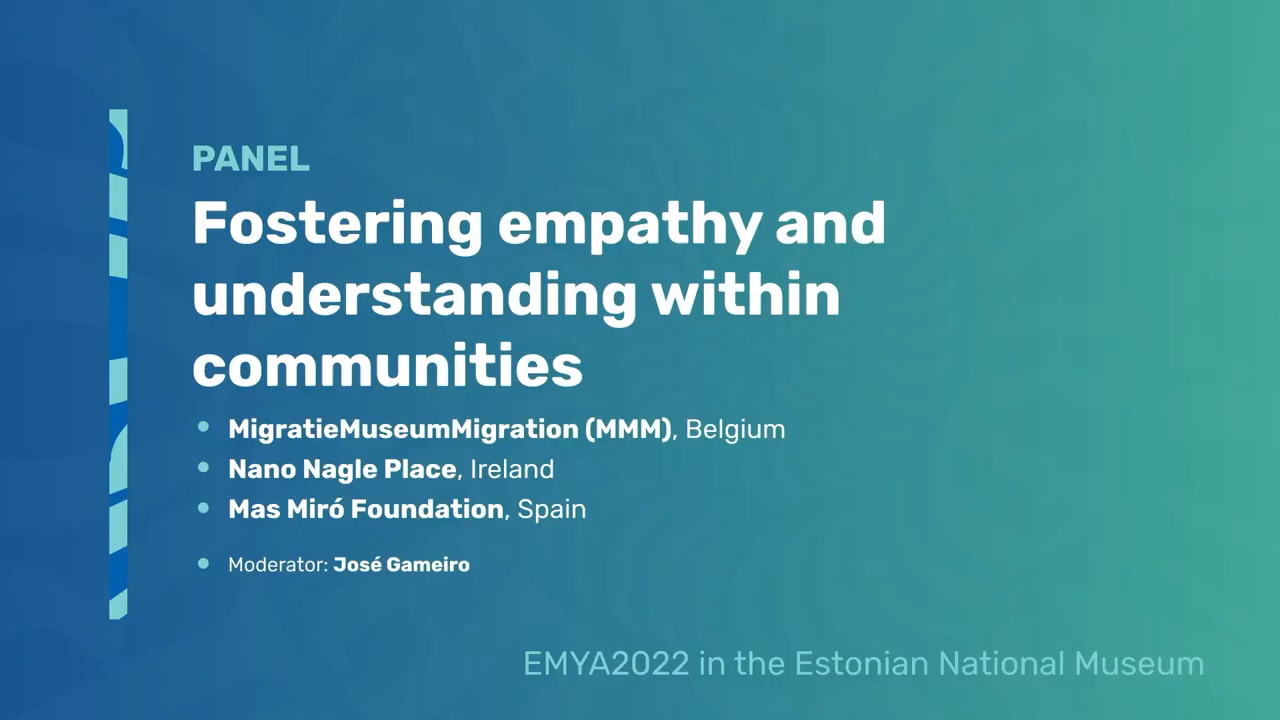 PANEL
Fostering empathy and
understanding within
communities
• MigratieMuseumMigration (MMM), Belgium
• Nano Nagle Place, Ireland
• Mas Miró Foundation, Spain
• Moderator: José Gameiro
EMYA2022 in the Estonian National Museum